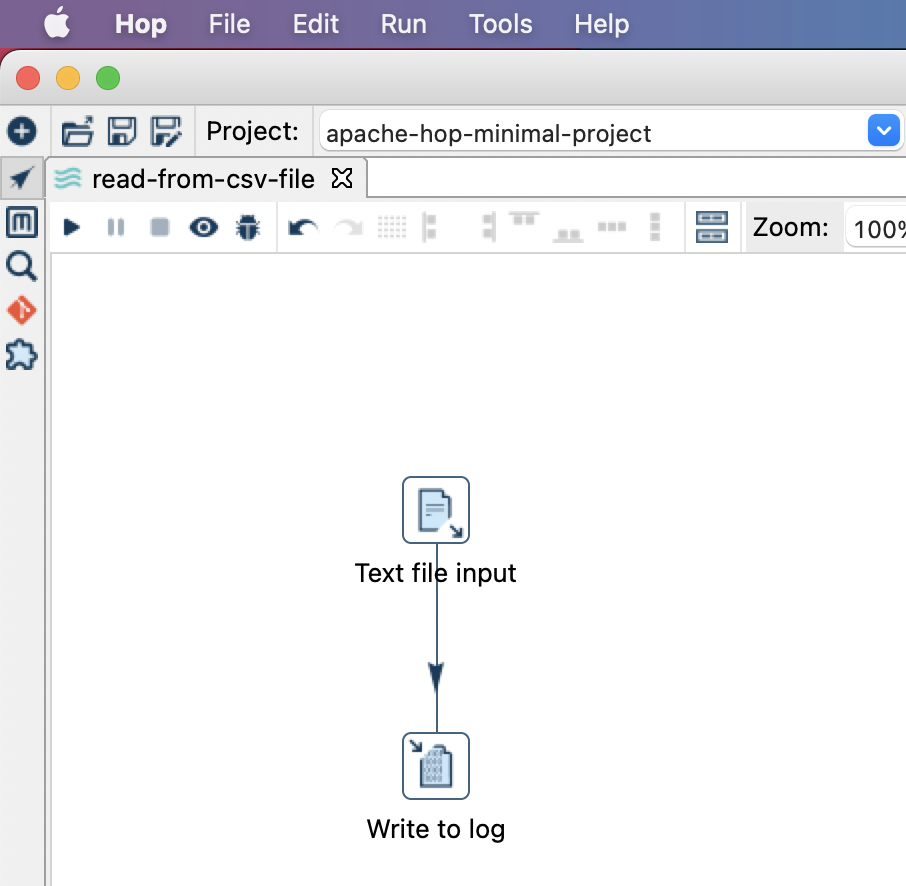 Hop File Edit Run Tools Help
Project: apache-hop-minimal-project
read-from-csv-file
Zoom: 100%
Text file input
Write to log